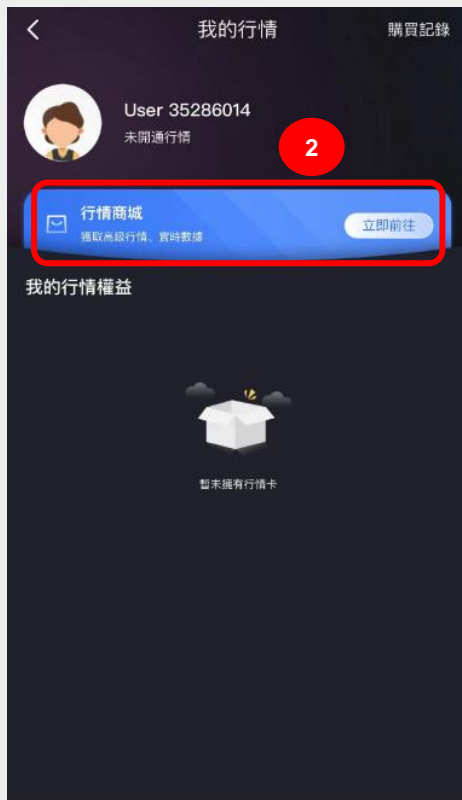 我的行情
購買記錄
User 35286014
未開通行情
2
行情商城
獲取高級行情、實時數據
立即前往
我的行情權益
暫未擁有行情卡